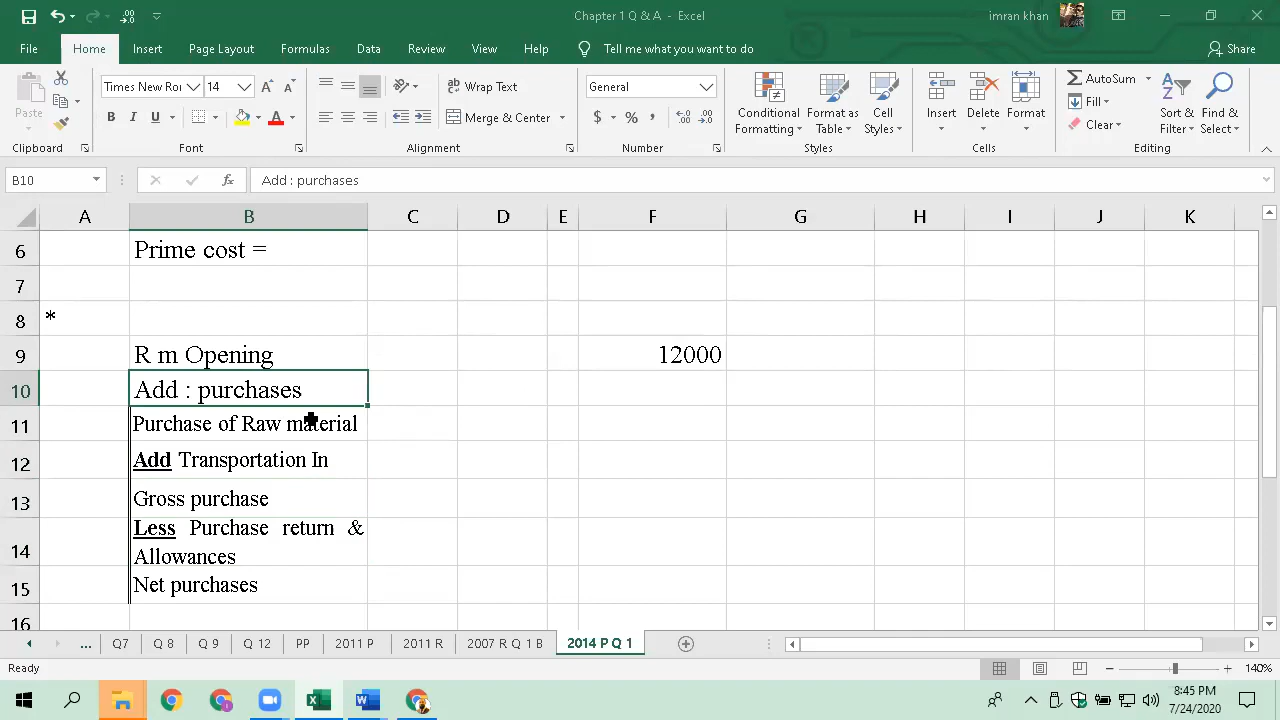 Chapter 1 Q & A - Excel
imran khan
File Home Insert Page Layout Formulas Data Review View Help Tell me what you want to do Share
Paste
Clipboard
Times New Roı 14
A A
B I U A
Font
ab Wrap Text
Merge & Center
Alignment
General
$ % ,
Number
Conditional Formatting
Format as Table
Cell Styles
Styles
Insert Delete Format
Cells
AutoSum
Fill
Clear
Sort & Filter
Find & Select
Editing
B10 fx Add : purchases
A B C D E F G H I J K
6 Prime cost =
7
8 *
9 R m Opening 12000
10 Add : purchases
11 Purchase of Raw material
12 Add Transportation In
13 Gross purchase
Less Purchase return &
14 Allowances
15 Net purchases
16
... Q7 Q 8 Q 9 Q 12 PP 2011 P 2011 R 2007 R Q 1 B 2014 P Q 1
Ready 140%
8:45 PM
7/24/2020